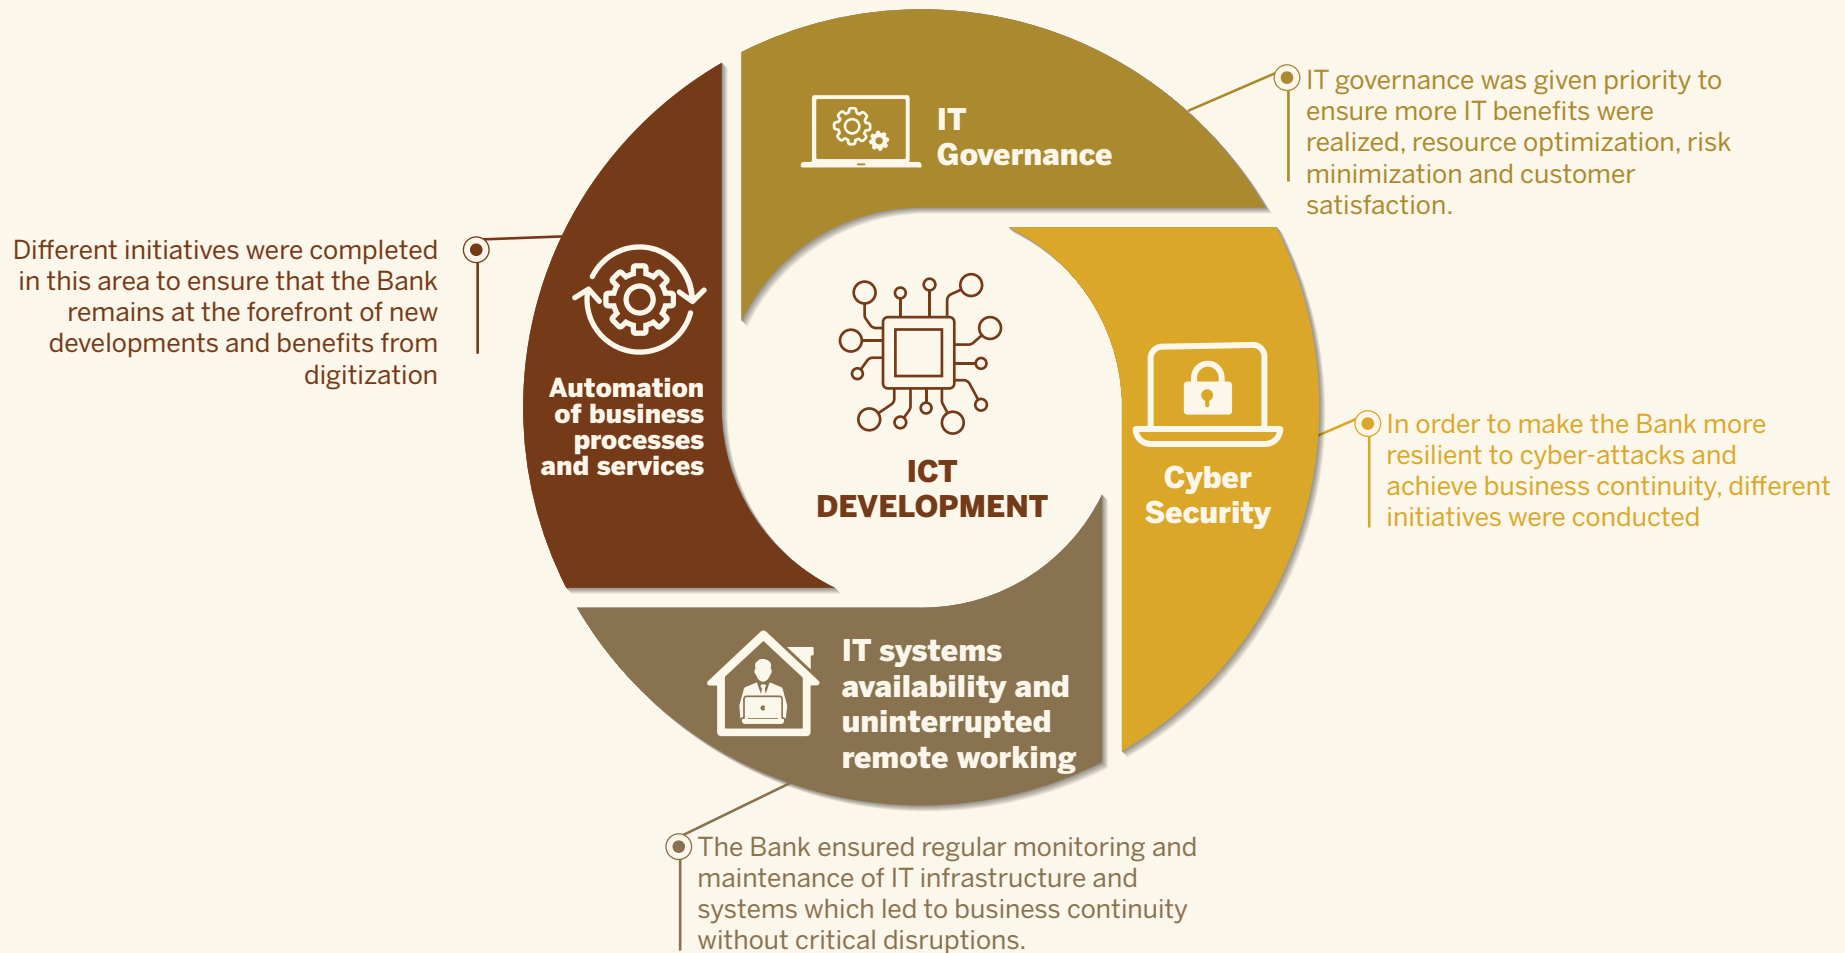 IT
Governance
IT governance was given priority to
ensure more IT benefits were
realized, resource optimization, risk
minimization and customer
satisfaction.
Different initiatives were completed
in this area to ensure that the Bank
remains at the forefront of new
developments and benefits from
digitization
Automation
of business
processes
and services
ICT
DEVELOPMENT
Cyber
Security
In order to make the Bank more
resilient to cyber-attacks and
achieve business continuity, different
initiatives were conducted
IT systems
availability and
uninterrupted
remote working
The Bank ensured regular monitoring and
maintenance of IT infrastructure and
systems which led to business continuity
without critical disruptions.